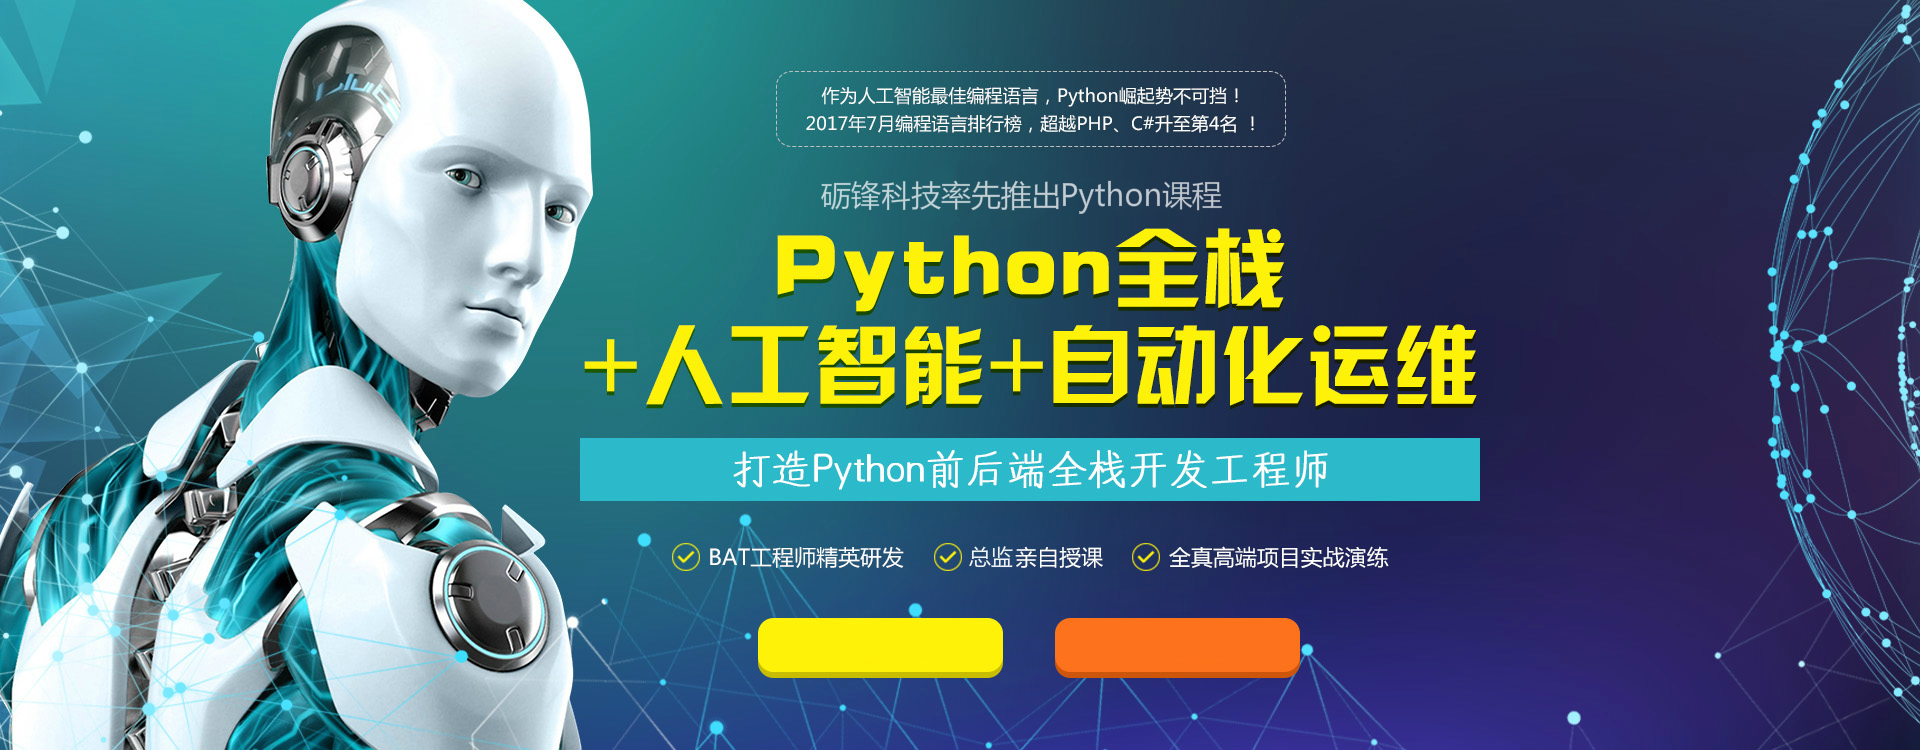 作为人工智能最佳编程语言，Python崛起势不可挡！
2017年7月编程语言排行榜，超越PHP、C#升至第4名 ！
砺锋科技率先推出Python课程
Python全栈
+人工智能+自动化运维
打造Python前后端全栈开发工程师
BAT工程师精英研发 总监亲自授课 全真高端项目实战演练